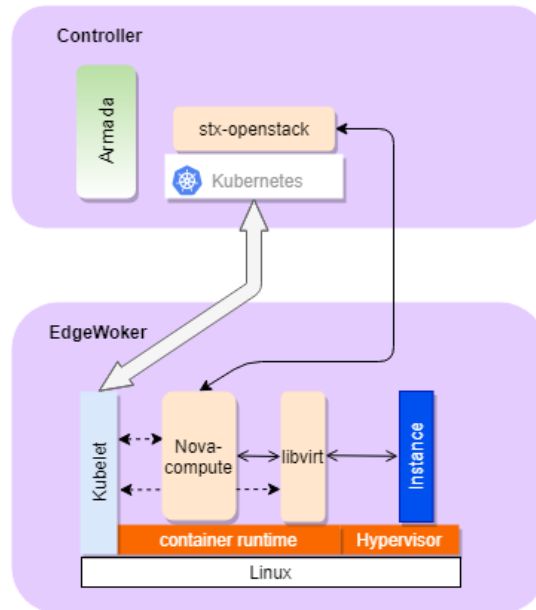 Controller
Armada
stx-openstack
Kubernetes
EdgeWoker
Kubelet
Nova-
compute
libvirt
Instance
container runtime
Hypervisor
Linux